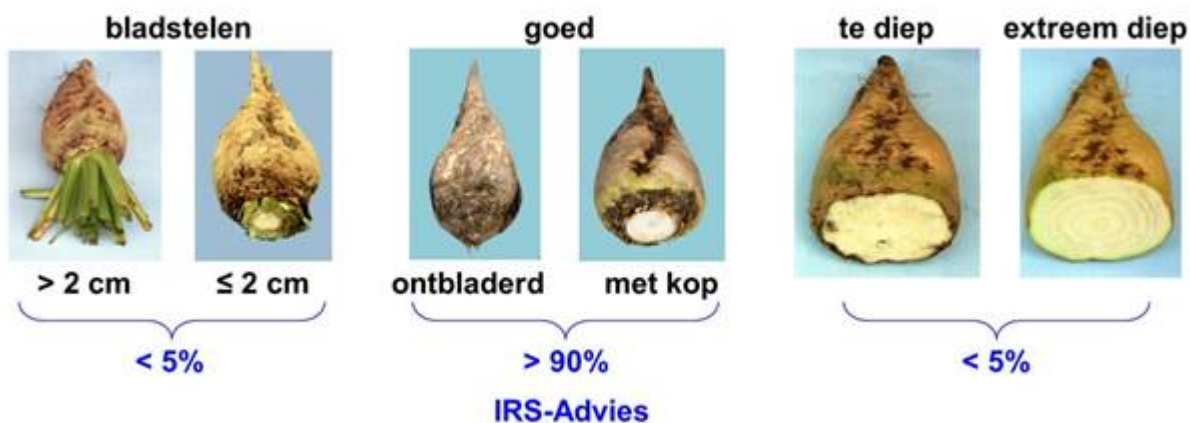 bladstelen
goed
te diep
extreem diep
> 2 cm
≤ 2 cm
ontbladerd
met kop
< 5%
> 90%
< 5%
IRS-Advies